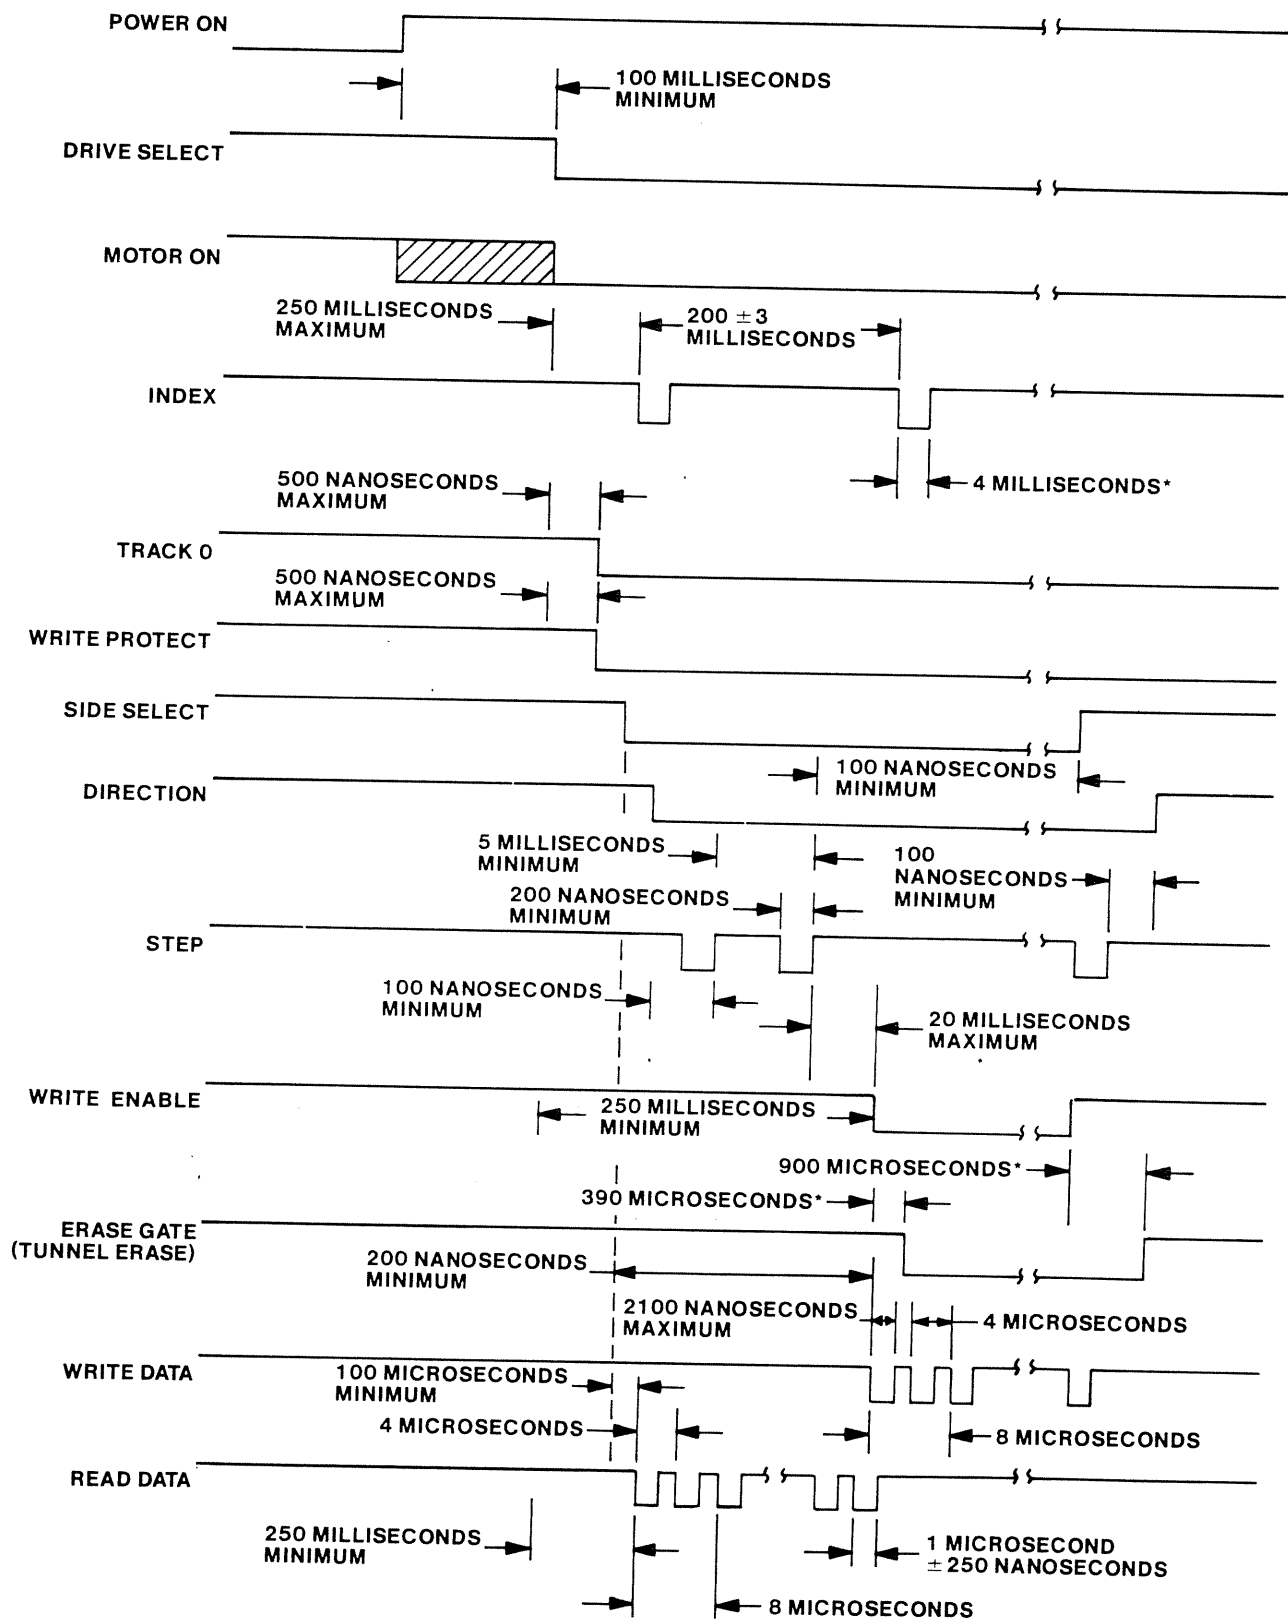 POWER ON
100 MILLISECONDS
MINIMUM
DRIVE SELECT
MOTOR ON
250 MILLISECONDS
MAXIMUM
200 ±3
MILLISECONDS
INDEX
500 NANOSECONDS
MAXIMUM
4 MILLISECONDS*
TRACK 0
500 NANOSECONDS
MAXIMUM
WRITE PROTECT
SIDE SELECT
100 NANOSECONDS
MINIMUM
DIRECTION
5 MILLISECONDS
MINIMUM
100
NANOSECONDS
MINIMUM
200 NANOSECONDS
MINIMUM
STEP
100 NANOSECONDS
MINIMUM
20 MILLISECONDS
MAXIMUM
WRITE ENABLE
250 MILLISECONDS
MINIMUM
900 MICROSECONDS*
390 MICROSECONDS*
ERASE GATE
(TUNNEL ERASE)
200 NANOSECONDS
MINIMUM
2100 NANOSECONDS
MAXIMUM
4 MICROSECONDS
WRITE DATA
100 MICROSECONDS
MINIMUM
4 MICROSECONDS
8 MICROSECONDS
READ DATA
250 MILLISECONDS
MINIMUM
1 MICROSECOND
±250 NANOSECONDS
8 MICROSECONDS